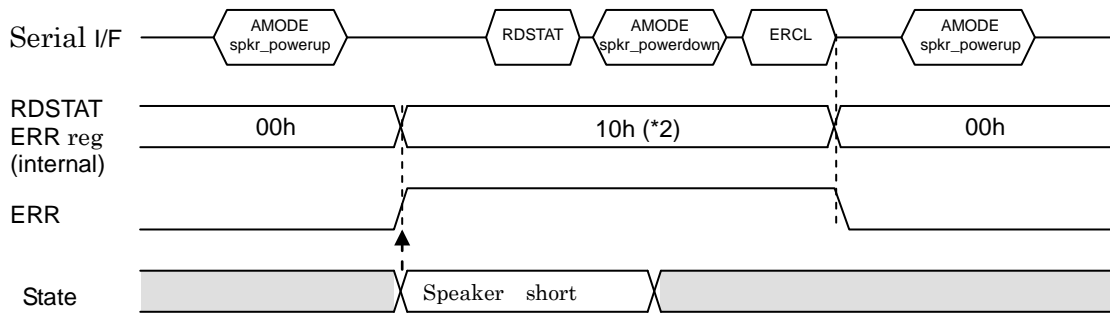 Serial I/F
AMODE
spkr_powerup
RDSTAT
AMODE
spkr_powerdown
ERCL
AMODE
spkr_powerup
RDSTAT
ERR reg
(internal)
00h
10h (*2)
00h
ERR
State
Speaker short